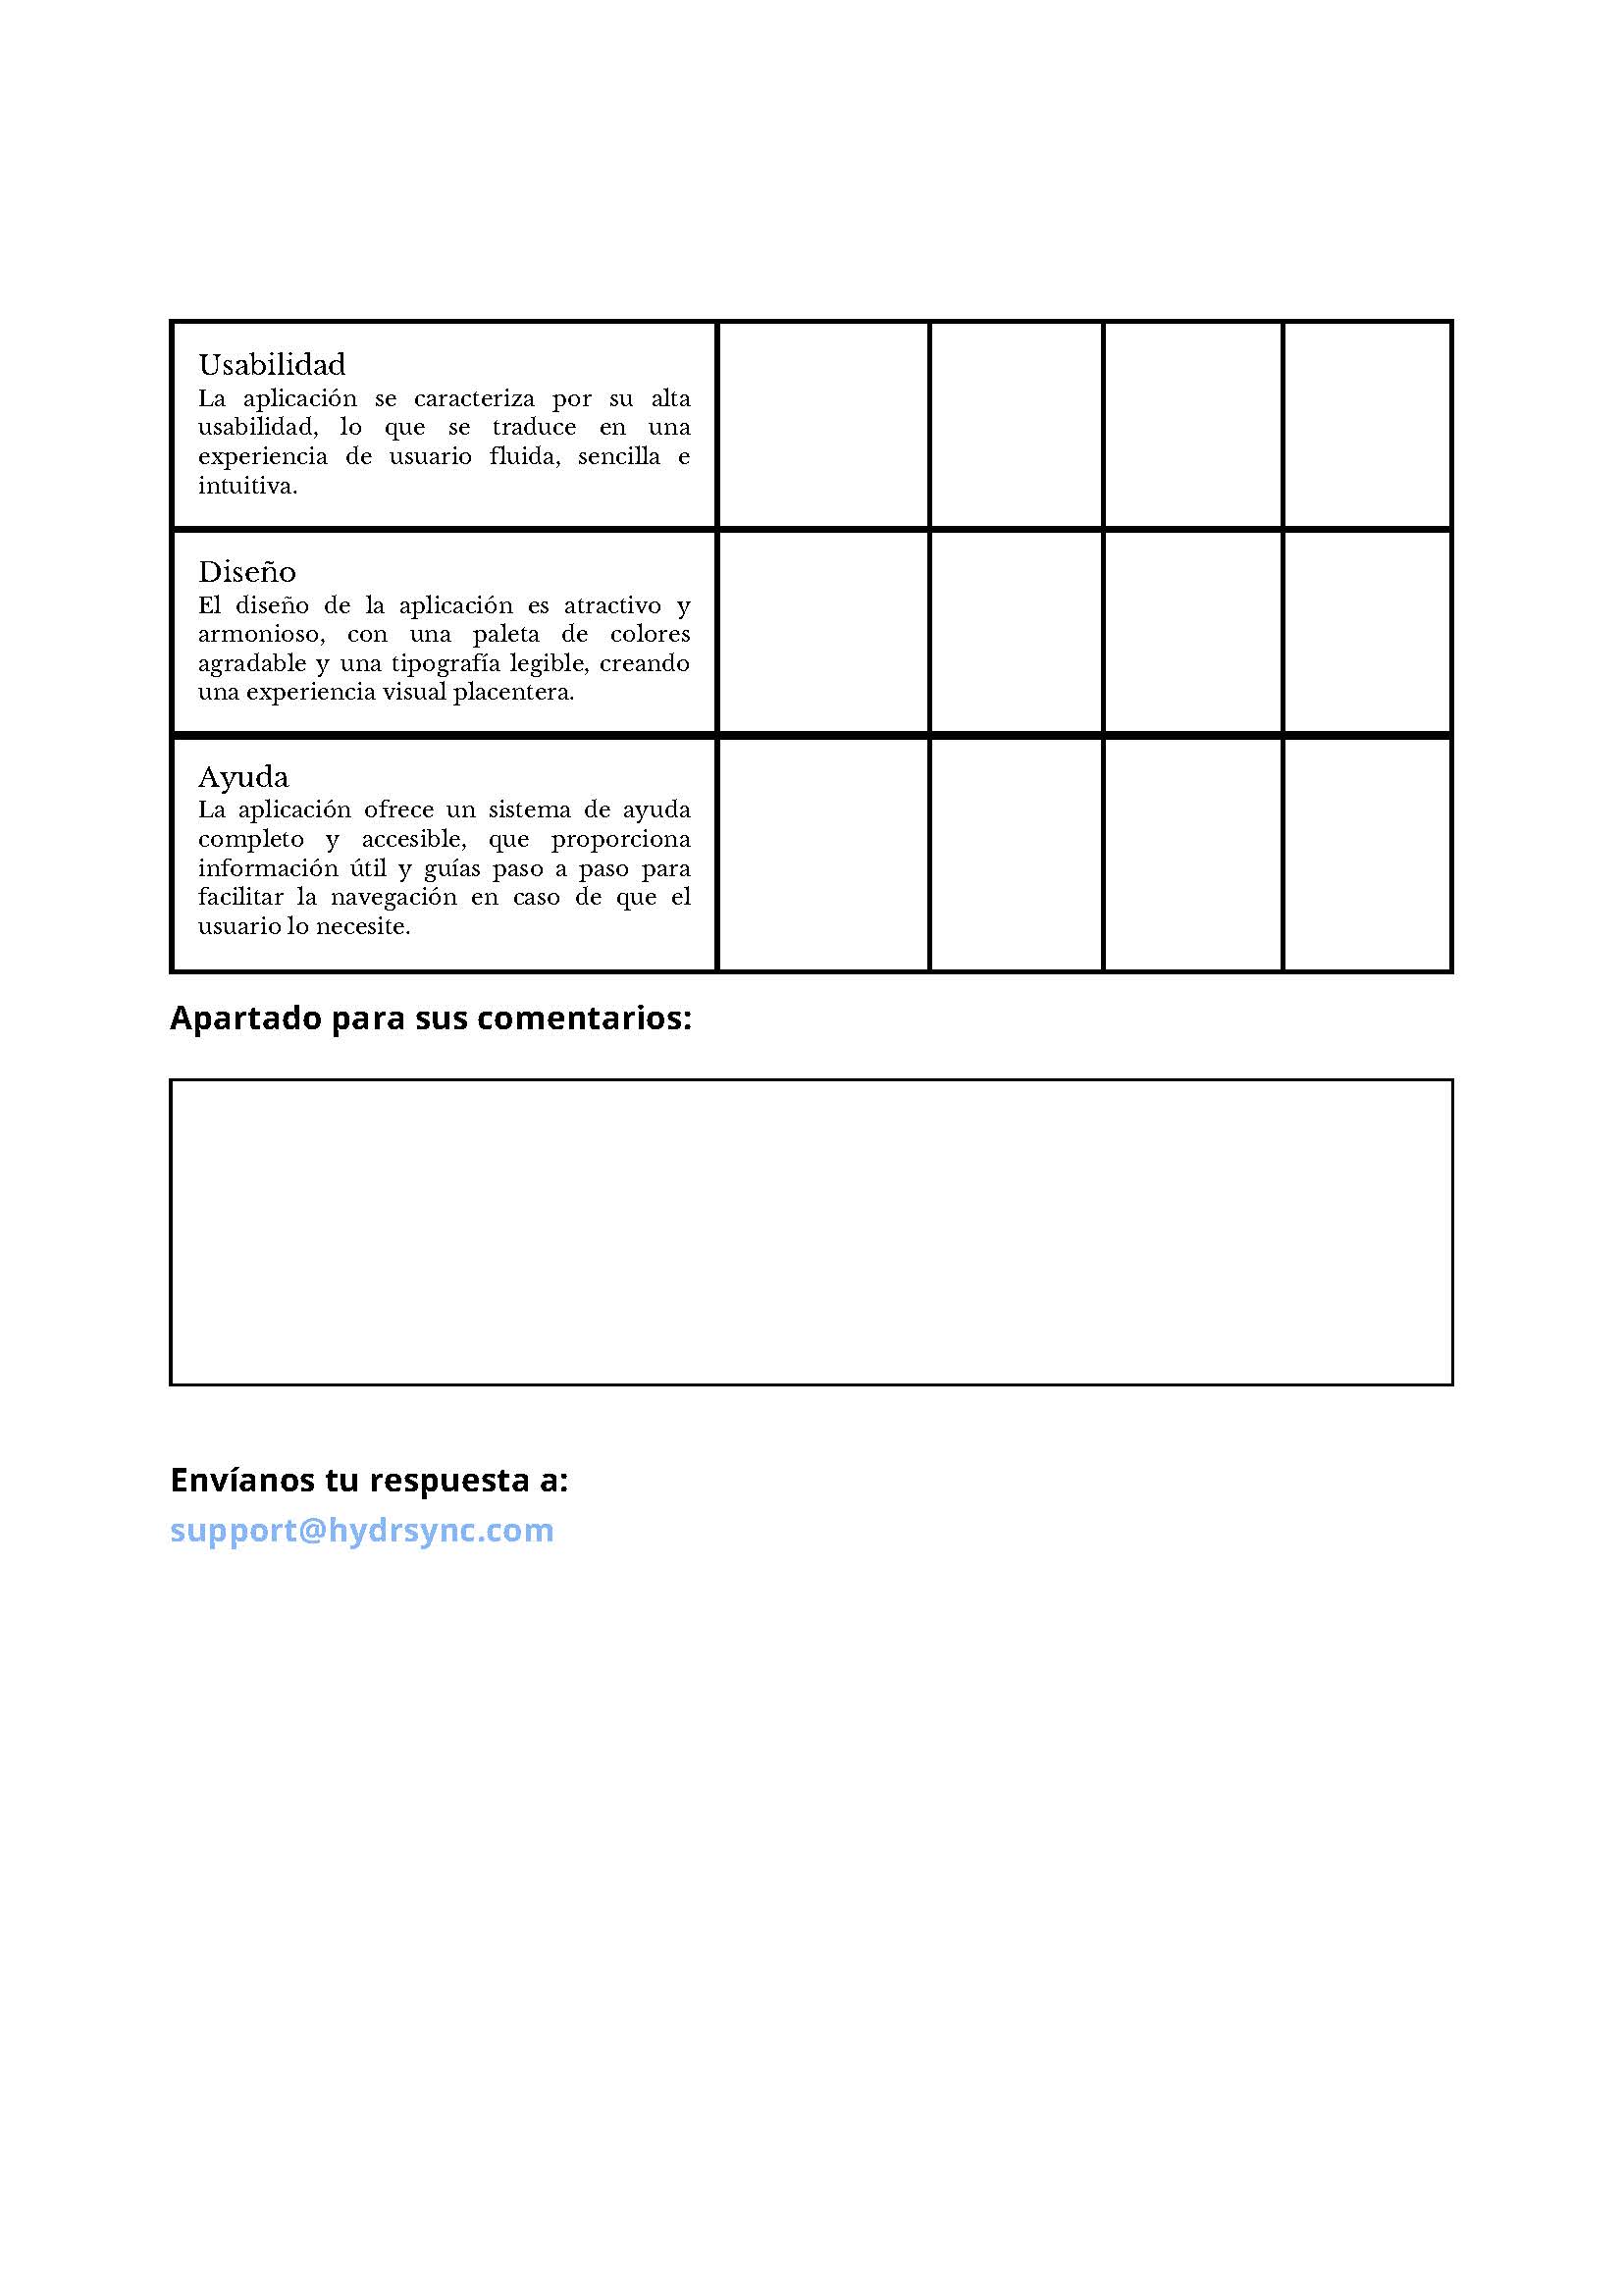 Usabilidad
La aplicación se caracteriza por su alta
usabilidad, lo que se traduce en una
experiencia de usuario fluida, sencilla e
intuitiva.
Diseño
El diseño de la aplicación es atractivo y
armonioso, con una paleta de colores
agradable y una tipografía legible, creando
una experiencia visual placentera.
Ayuda
La aplicación ofrece un sistema de ayuda
completo y accesible, que proporciona
información útil y guías paso a paso para
facilitar la navegación en caso de que el
usuario lo necesite.
Apartado para sus comentarios:
Envíanos tu respuesta a:
support@hydrsync.com